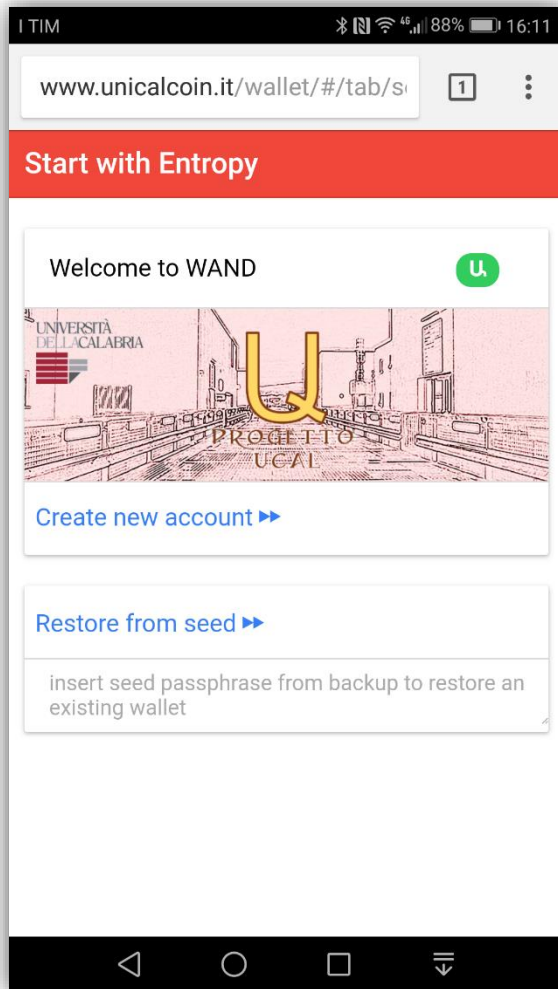 I TIM 4G 88% 16:11
www.unicalcoin.it/wallet/#/tab/s
1
Start with Entropy
Welcome to WAND
U
UNIVERSITÀ
DELLA CALABRIA
U
PROGETTO
UCAL
Create new account
Restore from seed
insert seed passphrase from backup to restore an
existing wallet